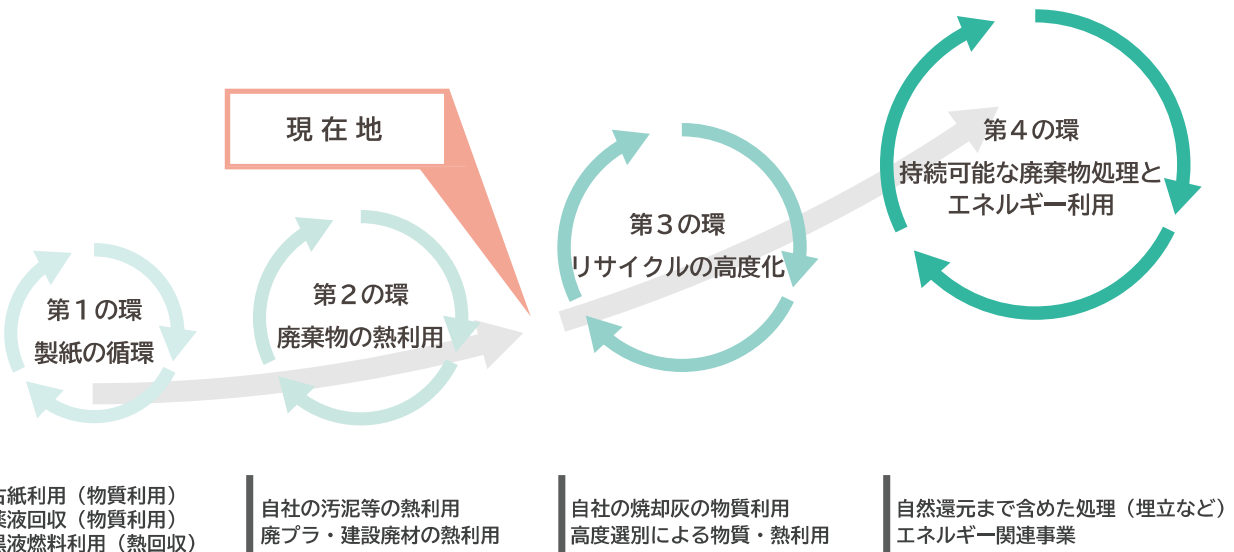 現在地
第1の環
製紙の循環
第2の環
廃棄物の熱利用
第3の環
リサイクルの高度化
第4の環
持続可能な廃棄物処理と
エネルギー利用
古紙利用（物質利用）
薬液回収（物質利用）
黒液燃料利用（熱回収）
自社の汚泥等の熱利用
廃プラ・建設廃材の熱利用
自社の焼却灰の物質利用
高度選別による物質・熱利用
自然還元まで含めた処理（埋立など）
エネルギー関連事業